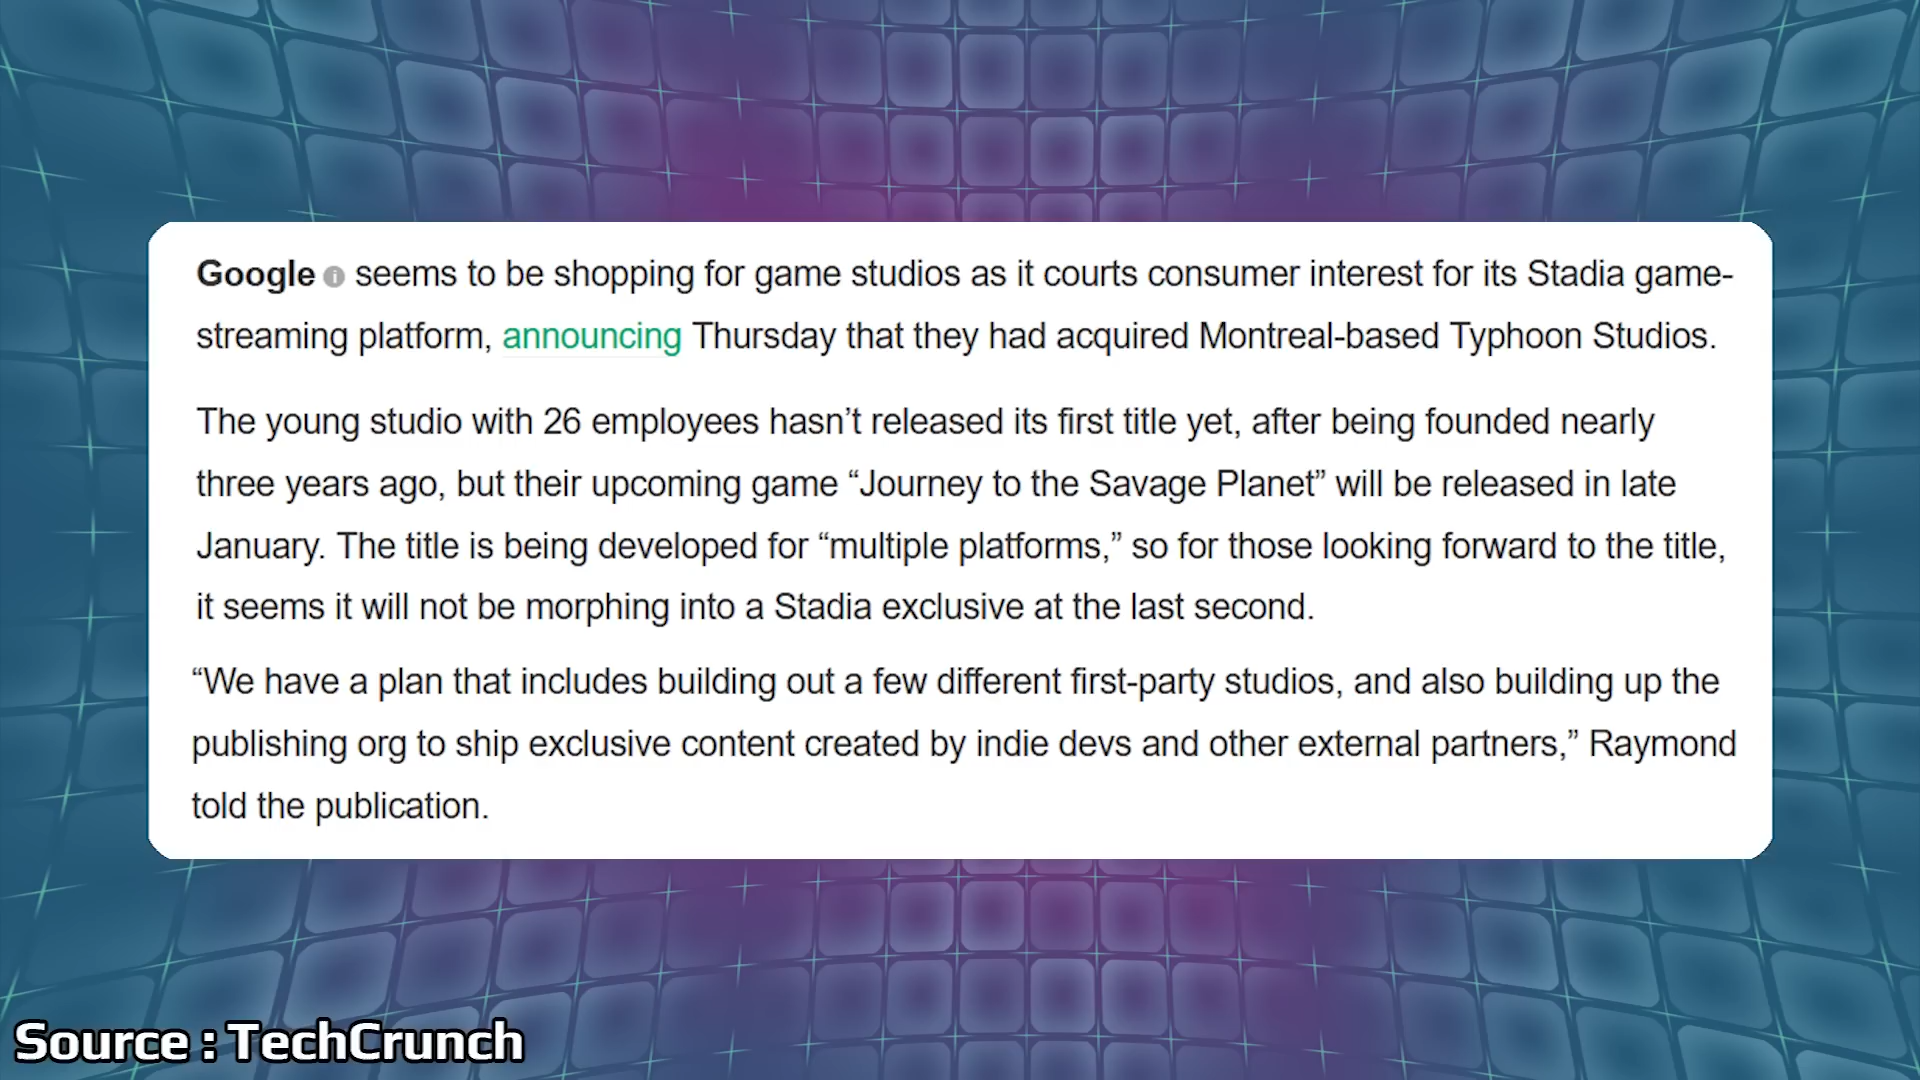 Google seems to be shopping for game studios as it courts consumer interest for its Stadia game-
streaming platform, announcing Thursday that they had acquired Montreal-based Typhoon Studios.
The young studio with 26 employees hasn’t released its first title yet, after being founded nearly
three years ago, but their upcoming game “Journey to the Savage Planet” will be released in late
January. The title is being developed for “multiple platforms,” so for those looking forward to the title,
it seems it will not be morphing into a Stadia exclusive at the last second.
“We have a plan that includes building out a few different first-party studios, and also building up the
publishing org to ship exclusive content created by indie devs and other external partners,” Raymond
told the publication.
Source : TechCrunch